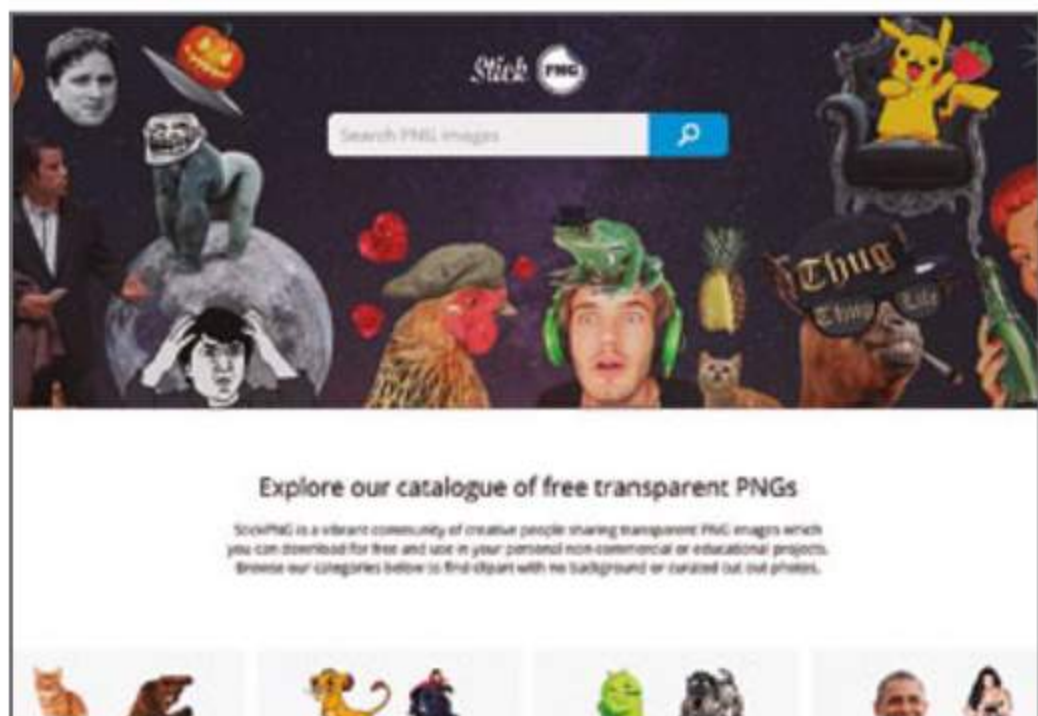 Stick PNG
Search PNG images
Thug
Thug Life
Explore our catalogue of free transparent PNGs
StickPNG is a vibrant community of creative people sharing transparent PNG images which
you can download for free and use in your personal non-commercial or educational projects.
Browse our categories below to find clipart with no background or curated cut out photos.